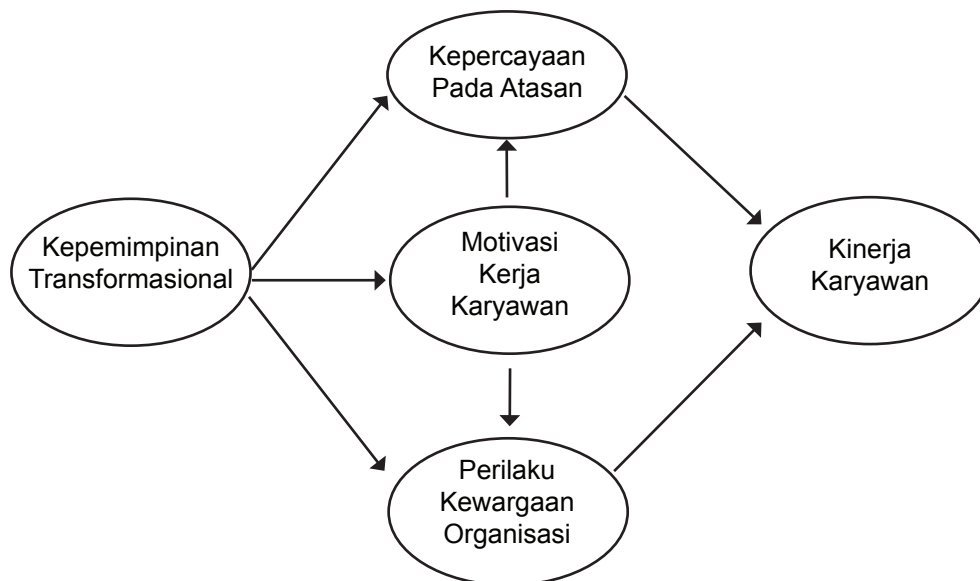 Kepercayaan
Pada Atasan
Kepemimpinan
Transformasional
Motivasi
Kerja
Karyawan
Kinerja
Karyawan
Perilaku
Kewargaan
Organisasi